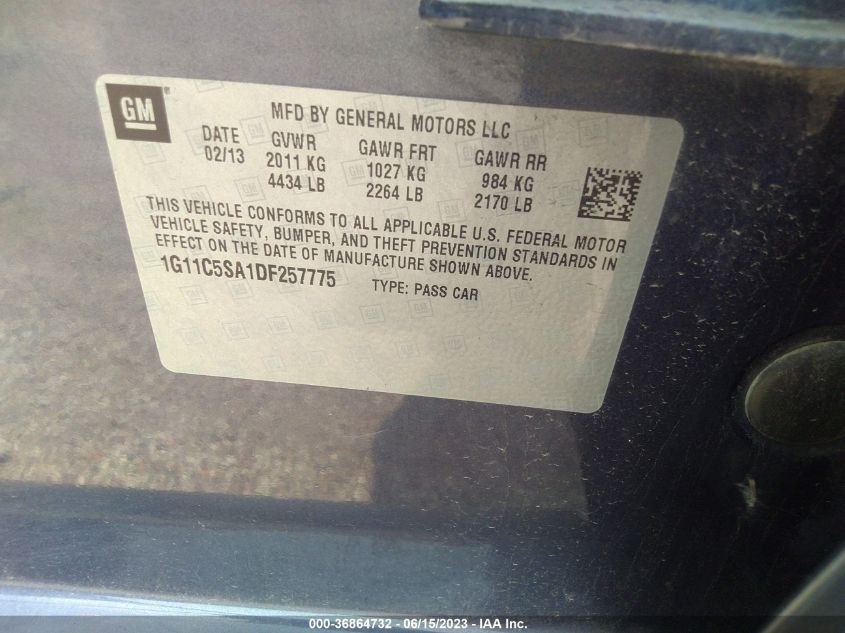 GM
MFD BY GENERAL MOTORS LLC
DATE GVWR GAWR FRT GAWR RR
02/13 2011 KG 1027 KG 984 KG
4434 LB 2264 LB 2170 LB
THIS VEHICLE CONFORMS TO ALL APPLICABLE U.S. FEDERAL MOTOR
VEHICLE SAFETY, BUMPER, AND THEFT PREVENTION STANDARDS IN
EFFECT ON THE DATE OF MANUFACTURE SHOWN ABOVE.
1G11C5SA1DF257775 TYPE: PASS CAR
000-36864732 - 06/15/2023 - IAA Inc.